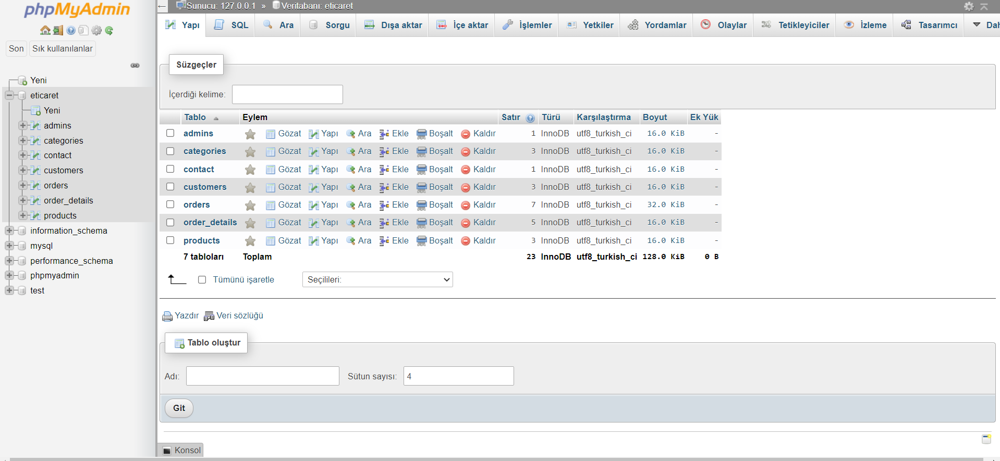 phpMyAdmin
Son Sık kullanılanlar
Yeni
eticaret
Yeni
admins
categories
contact
customers
orders
order_details
products
information_schema
mysql
performance_schema
phpmyadmin
test
Sunucu: 127.0.0.1 » Veritabanı: eticaret
Yapı SQL Ara Sorgu Dışa aktar İçe aktar İşlemler Yetkiler Yordamlar Olaylar Tetikleyiciler İzleme Tasarımcı Dah
Süzgeçler
İçerdiği kelime:
Tablo Eylem Satır Türü Karşılaştırma Boyut Ek Yük
admins Gözat Yapı Ara Ekle Boşalt Kaldır 1 InnoDB utf8_turkish_ci 16.0 KiB -
categories Gözat Yapı Ara Ekle Boşalt Kaldır 3 InnoDB utf8_turkish_ci 16.0 KiB -
contact Gözat Yapı Ara Ekle Boşalt Kaldır 1 InnoDB utf8_turkish_ci 16.0 KiB -
customers Gözat Yapı Ara Ekle Boşalt Kaldır 3 InnoDB utf8_turkish_ci 16.0 KiB -
orders Gözat Yapı Ara Ekle Boşalt Kaldır 7 InnoDB utf8_turkish_ci 32.0 KiB -
order_details Gözat Yapı Ara Ekle Boşalt Kaldır 5 InnoDB utf8_turkish_ci 16.0 KiB -
products Gözat Yapı Ara Ekle Boşalt Kaldır 3 InnoDB utf8_turkish_ci 16.0 KiB -
7 tabloları Toplam 23 InnoDB utf8_turkish_ci 128.0 KiB 0 B
Tümünü işaretle Seçilileri:
Yazdır Veri sözlüğü
Tablo oluştur
Adı: Sütun sayısı: 4
Git
Konsol